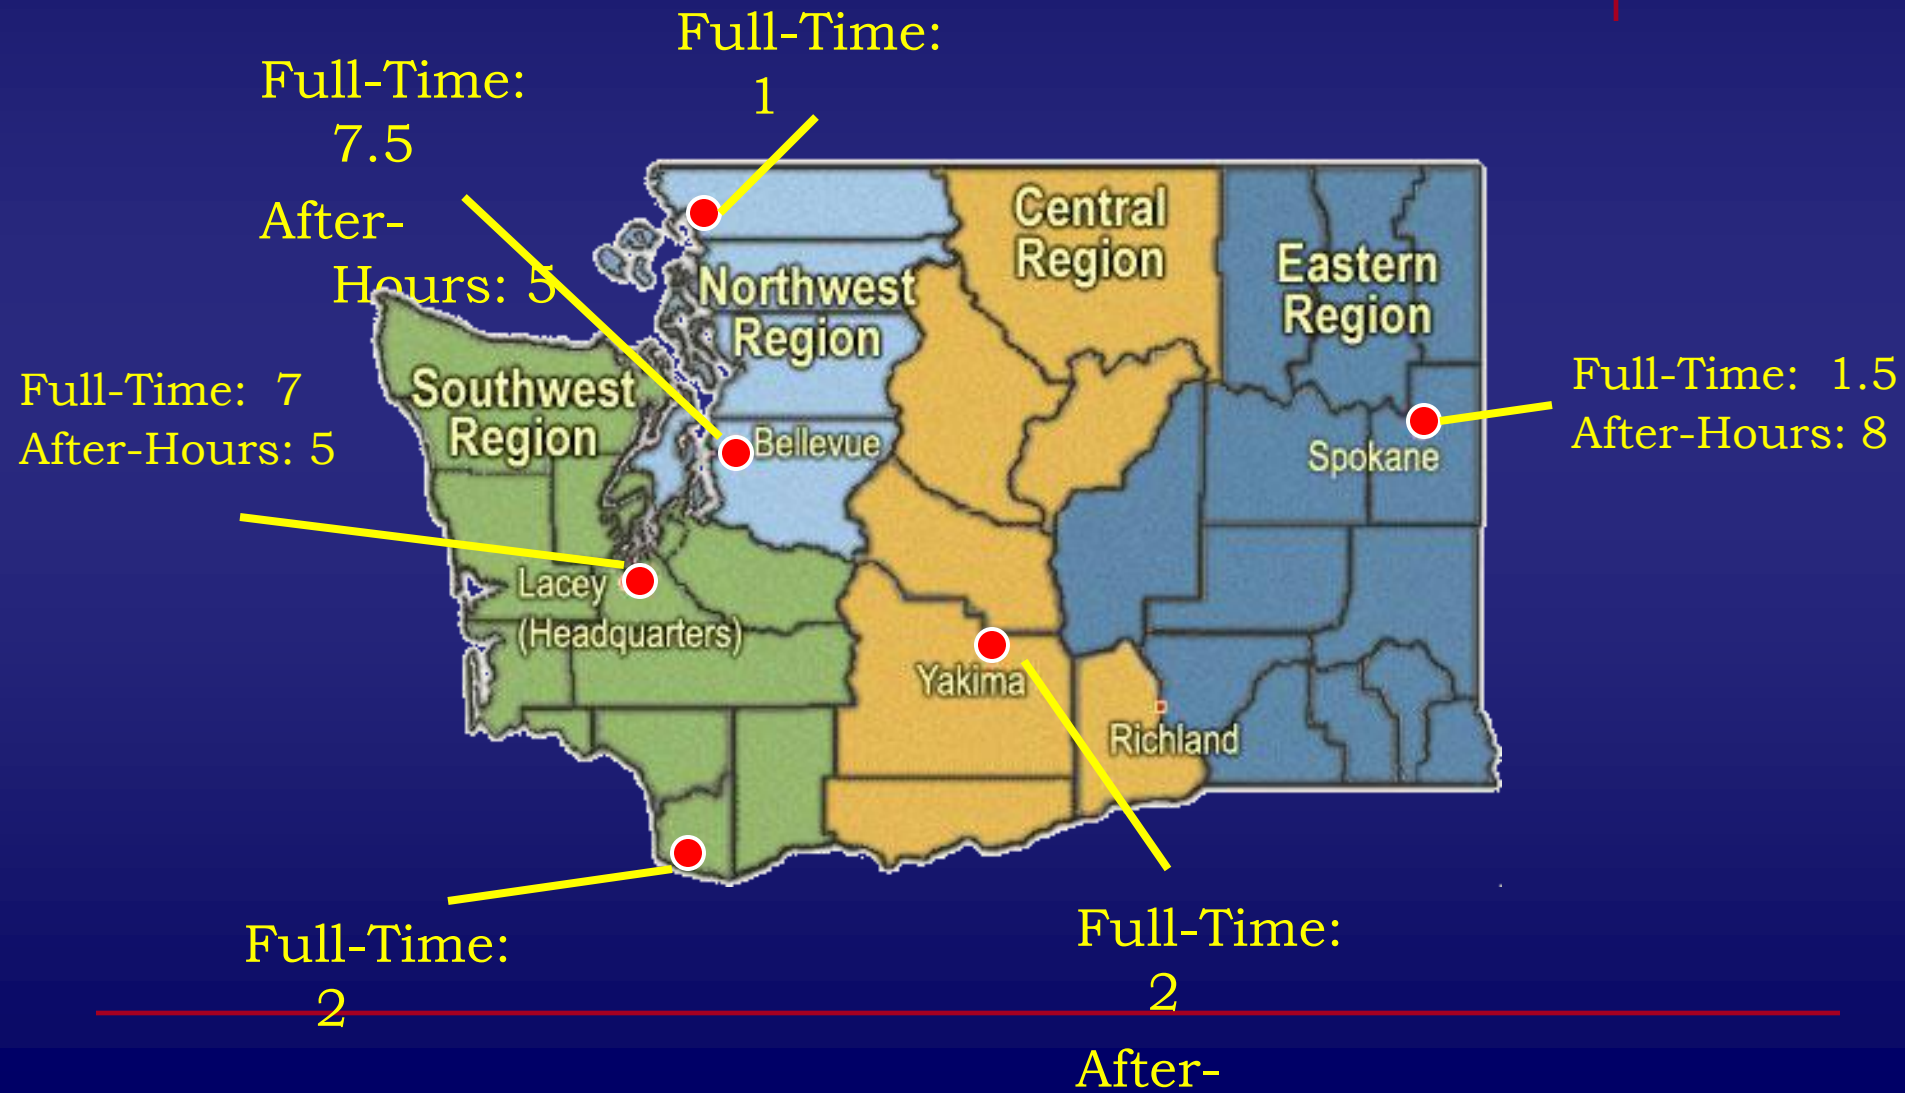 Full-Time:
1
Full-Time:
7.5
After-
Hours: 5
Central
Region
Eastern
Region
Northwest
Region
Full-Time: 7
After-Hours: 5
Southwest
Region
Full-Time: 1.5
After-Hours: 8
Bellevue
Spokane
Lacey
(Headquarters)
Yakima
Richland
Full-Time:
2
Full-Time:
2
After-